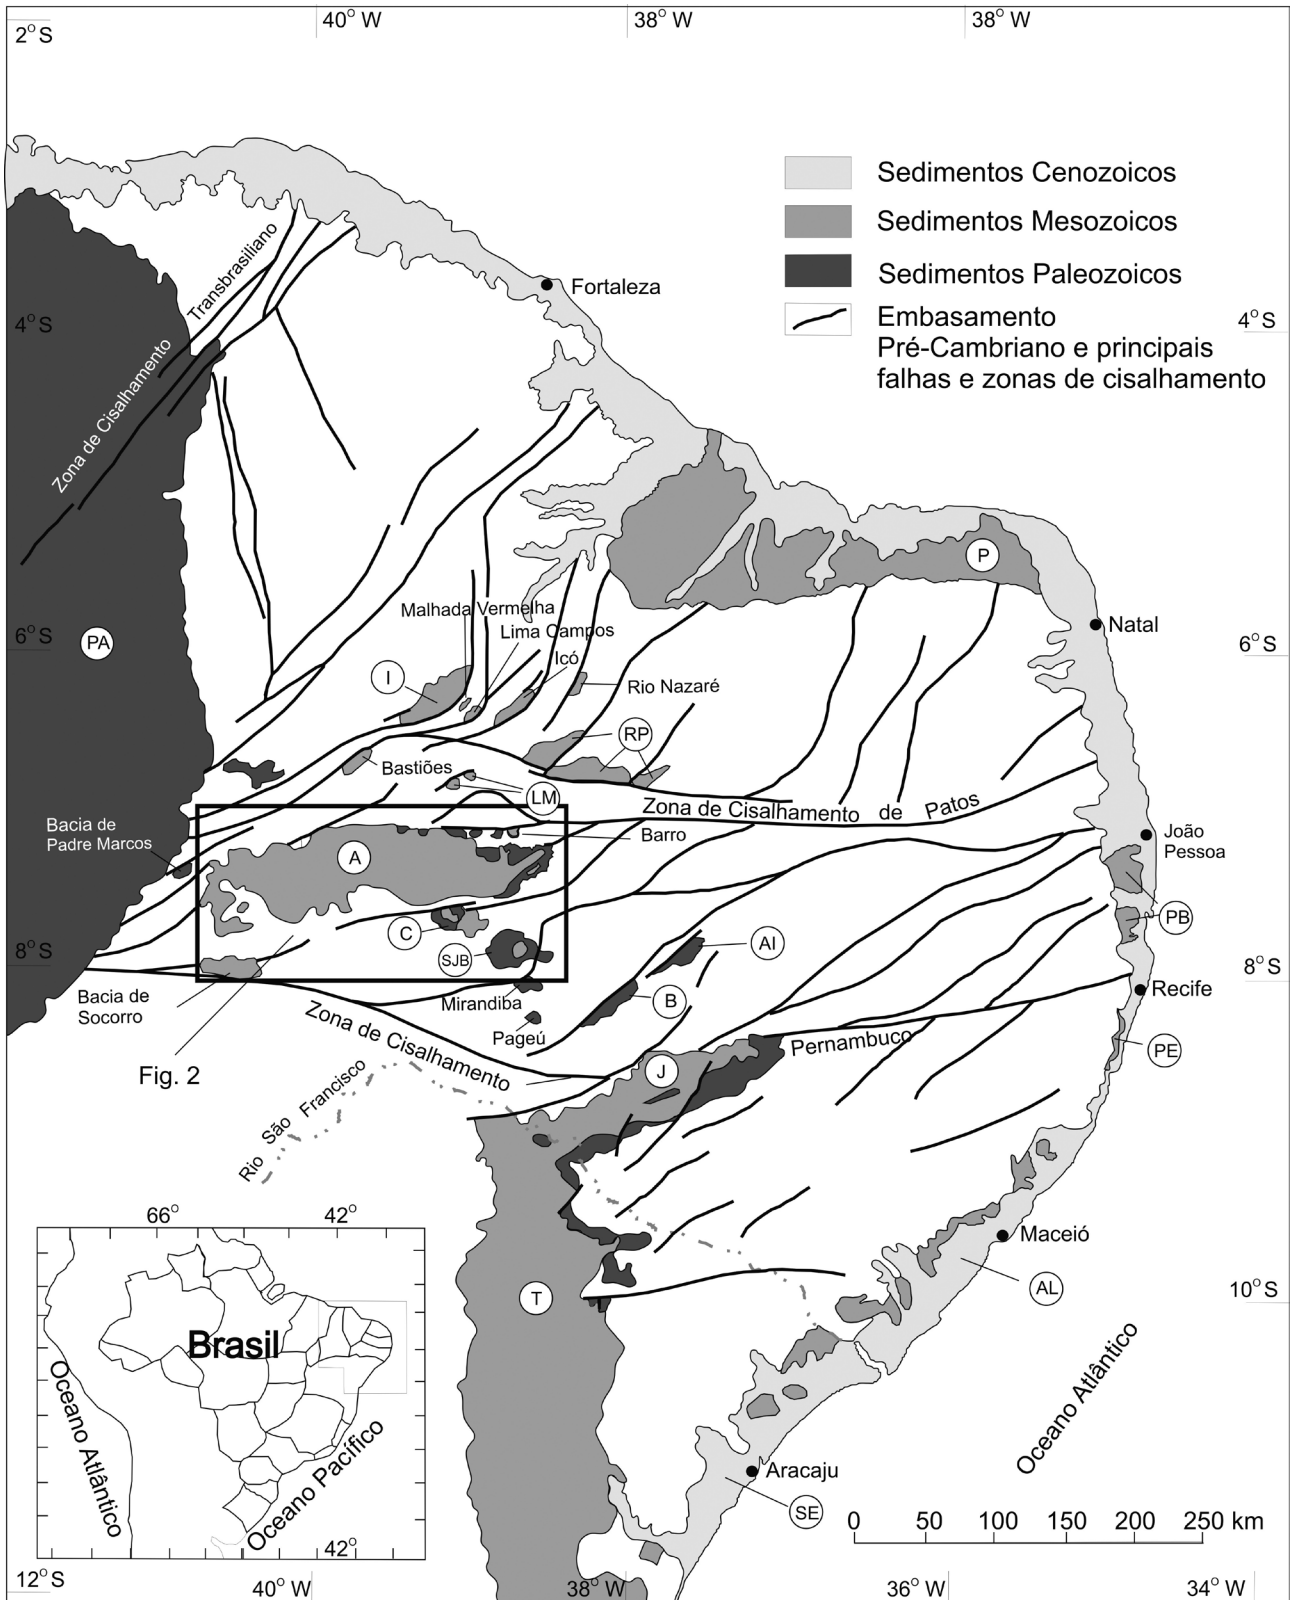 40° W
38° W
38° W
2° S
Sedimentos Cenozoicos
Sedimentos Mesozoicos
Sedimentos Paleozoicos
Embasamento
Pré-Cambriano e principais
falhas e zonas de cisalhamento
Fortaleza
Transbrasiliano
Zona de Cisalhamento
4° S
4° S
P
Malhada Vermelha
Lima Campos
Icó
Natal
6° S
6° S
PA
I
Rio Nazaré
RP
Bastiões
LM
Zona de Cisalhamento de Patos
Bacia de
Padre Marcos
Barro
João
Pessoa
A
C
SJB
AI
PB
8° S
8° S
Bacia de
Socorro
Mirandiba
B
Recife
Pageú
Zona de Cisalhamento
Pernambuco
PE
Fig. 2
J
Rio São Francisco
66°
42°
Maceió
T
AL
10° S
Brasil
Oceano Atlântico
Oceano Pacífico
42°
Oceano Atlântico
Aracaju
SE
0 50 100 150 200 250 km
12° S
40° W
38° W
36° W
34° W